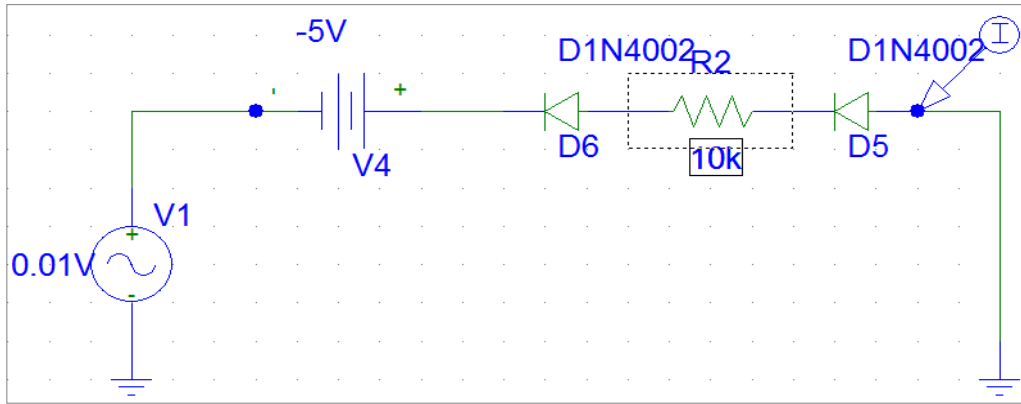 -5V
D1N4002
R2
D1N4002
I
-
+
V4
D6
10k
D5
V1
+
0.01V
-